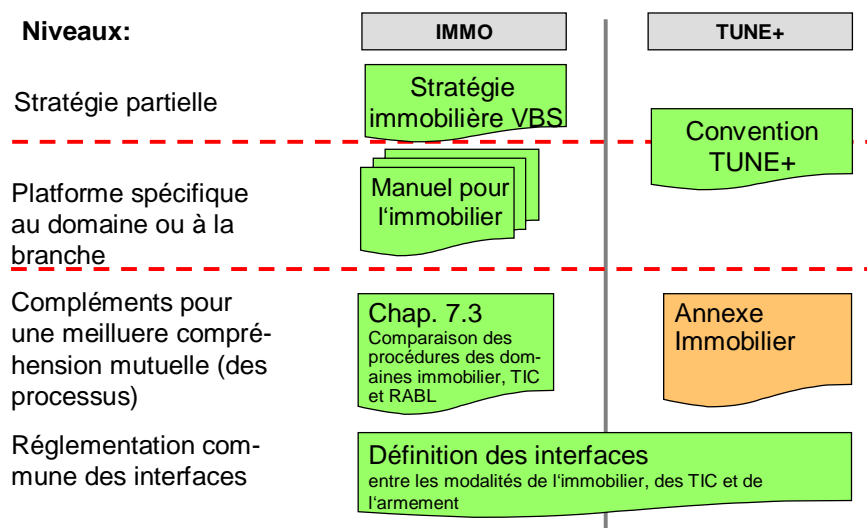 Niveaux:
IMMO
TUNE+
Stratégie partielle
Stratégie
immobilière VBS
Convention
TUNE+
Platforme spécifique
au domaine ou à la
branche
Manuel pour
l‘immobilier
Compléments pour
une meilluere compré-
hension mutuelle (des
processus)
Chap. 7.3
Comparaison des
procédures des dom-
aines immobilier, TIC
et RABL
Annexe
Immobilier
Réglementation com-
mune des interfaces
Définition des interfaces
entre les modalités de l‘immobilier, des TIC et de
l‘armement